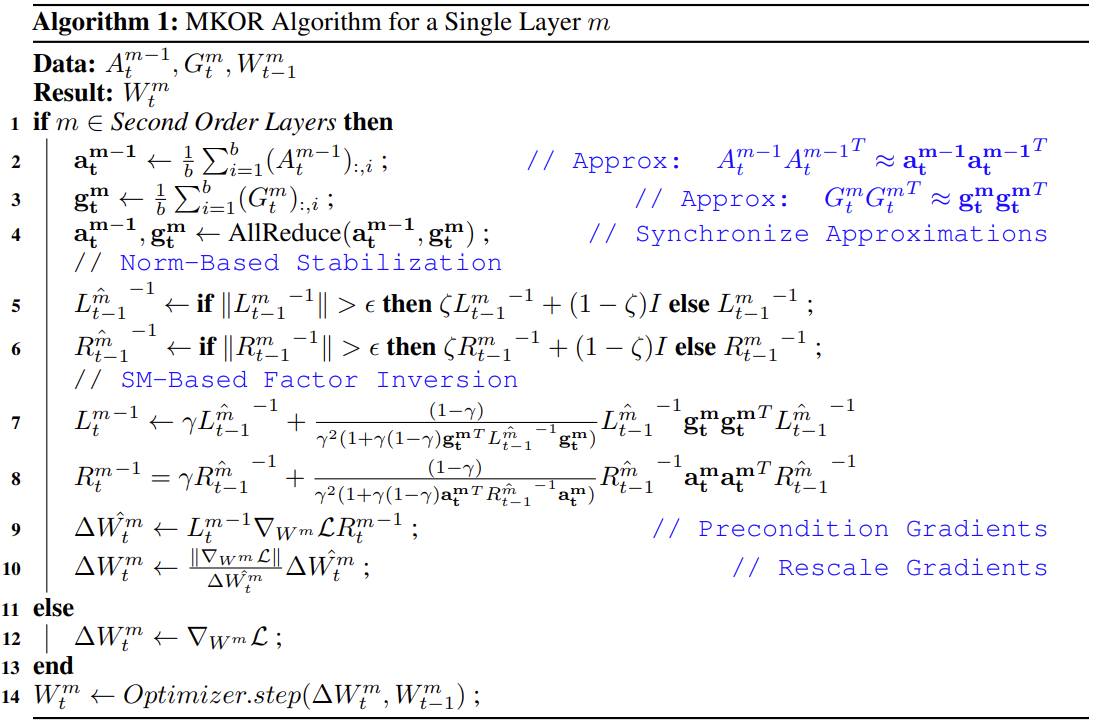 Algorithm 1: MKOR Algorithm for a Single Layer $m$
Data: $A_t^{m-1}, G_t^m, W_{t-1}^m$
Result: $W_t^m$
1 if $m \in$ Second Order Layers then
2 $\mathbf{a_t^{m-1}} \leftarrow \frac{1}{b} \sum_{i=1}^{b} (A_t^{m-1})_{:,i}$ ; // Approx: $A_t^{m-1} {A_t^{m-1}}^T \approx \mathbf{a_t^{m-1}} \mathbf{a_t^{m-1}}^T$
3 $\mathbf{g_t^m} \leftarrow \frac{1}{b} \sum_{i=1}^{b} (G_t^m)_{:,i}$ ; // Approx: $G_t^m {G_t^m}^T \approx \mathbf{g_t^m} \mathbf{g_t^m}^T$
4 $\mathbf{a_t^{m-1}}, \mathbf{g_t^m} \leftarrow$ AllReduce($\mathbf{a_t^{m-1}}, \mathbf{g_t^m}$) ; // Synchronize Approximations
// Norm-Based Stabilization
5 $\hat{L_{t-1}^m}^{-1} \leftarrow$ if $\|{L_{t-1}^m}^{-1}\| > \epsilon$ then $\zeta {L_{t-1}^m}^{-1} + (1 - \zeta) I$ else ${L_{t-1}^m}^{-1}$ ;
6 $\hat{R_{t-1}^m}^{-1} \leftarrow$ if $\|{R_{t-1}^m}^{-1}\| > \epsilon$ then $\zeta {R_{t-1}^m}^{-1} + (1 - \zeta) I$ else ${R_{t-1}^m}^{-1}$ ;
// SM-Based Factor Inversion
7 ${L_t^m}^{-1} \leftarrow \gamma \hat{L_{t-1}^m}^{-1} + \frac{(1-\gamma)}{\gamma^2 (1 + \gamma(1-\gamma) \mathbf{g_t^m}^T \hat{L_{t-1}^m}^{-1} \mathbf{g_t^m})} \hat{L_{t-1}^m}^{-1} \mathbf{g_t^m} \mathbf{g_t^m}^T \hat{L_{t-1}^m}^{-1}$
8 ${R_t^m}^{-1} = \gamma \hat{R_{t-1}^m}^{-1} + \frac{(1-\gamma)}{\gamma^2 (1 + \gamma(1-\gamma) \mathbf{a_t^m}^T \hat{R_{t-1}^m}^{-1} \mathbf{a_t^m})} \hat{R_{t-1}^m}^{-1} \mathbf{a_t^m} \mathbf{a_t^m}^T \hat{R_{t-1}^m}^{-1}$
9 $\Delta \hat{W_t^m} \leftarrow {L_t^m}^{-1} \nabla_{W^m} \mathcal{L} {R_t^m}^{-1}$ ; // Precondition Gradients
10 $\Delta W_t^m \leftarrow \frac{\|\nabla_{W^m} \mathcal{L}\|}{\Delta \hat{W_t^m}} \Delta \hat{W_t^m}$ ; // Rescale Gradients
11 else
12 $\Delta W_t^m \leftarrow \nabla_{W^m} \mathcal{L}$ ;
13 end
14 $W_t^m \leftarrow Optimizer.step(\Delta W_t^m, W_{t-1}^m)$ ;